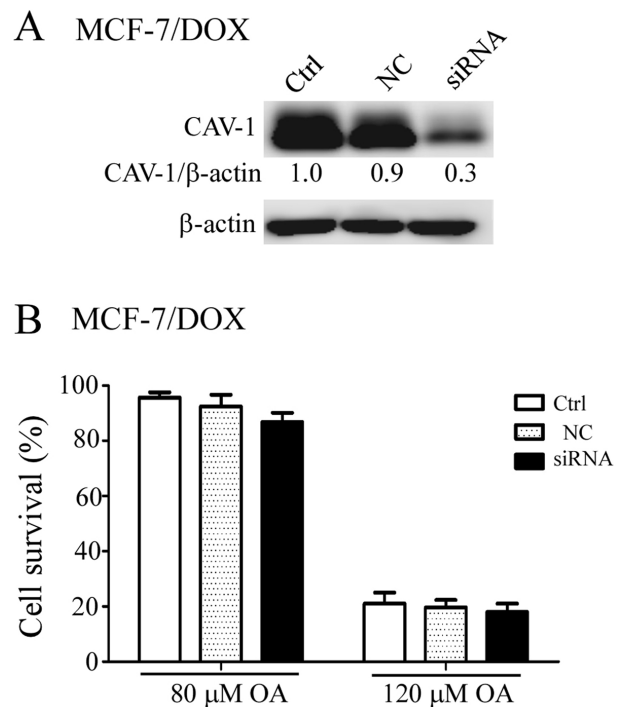 A MCF-7/DOX
Ctrl NC siRNA
CAV-1
CAV-1/β-actin 1.0 0.9 0.3
β-actin
B MCF-7/DOX
Cell survival (%)
100
80
60
40
20
0
Ctrl
NC
siRNA
80 μM OA 120 μM OA